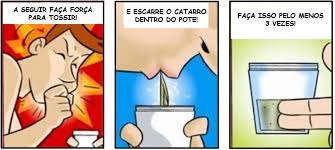 A SEGUIR FAÇA FORÇA
PARA TOSSIR!
E ESCARRE O CATARRO
DENTRO DO POTE!
FAÇA ISSO PELO MENOS
3 VEZES!